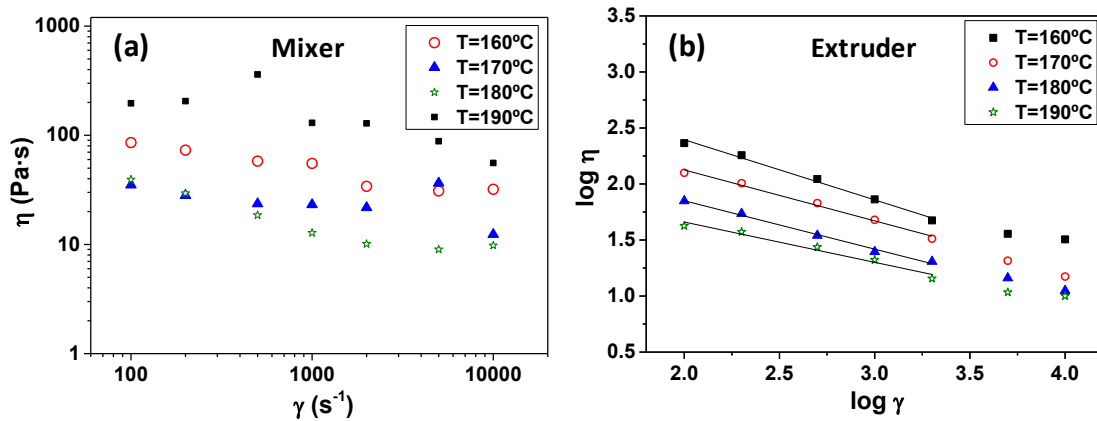 (a)
Mixer
T=160ºC
T=170ºC
T=180ºC
T=190ºC
1000
100
10
1
η (Pa·s)
100
1000
10000
γ (s⁻¹)
(b)
Extruder
T=160ºC
T=170ºC
T=180ºC
T=190ºC
3.5
3.0
2.5
2.0
1.5
1.0
0.5
log η
2.0
2.5
3.0
3.5
4.0
log γ